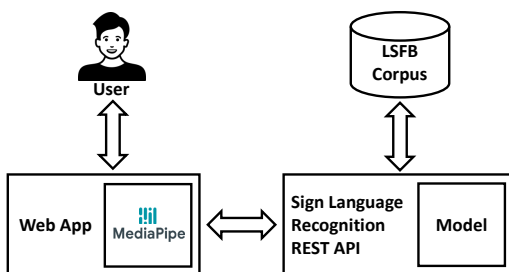 User
LSFB
Corpus
Web App
MediaPipe
Sign Language
Recognition
REST API
Model